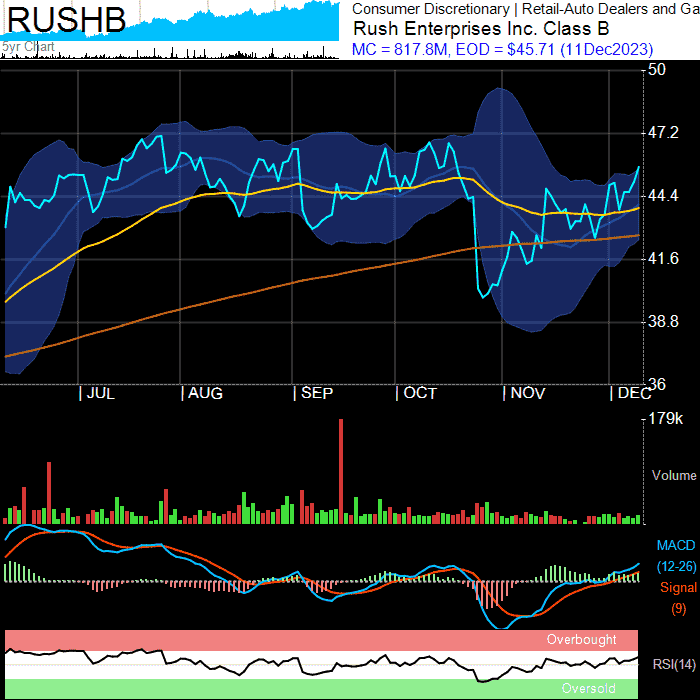 RUSHB
5yr Chart
Consumer Discretionary | Retail-Auto Dealers and Ga
Rush Enterprises Inc. Class B
MC = 817.8M, EOD = $45.71 (11Dec2023)
50
47.2
44.4
41.6
38.8
36
| JUL | AUG | SEP | OCT | NOV | DEC
179k
Volume
MACD
(12-26)
Signal
(9)
Overbought
RSI(14)
Oversold